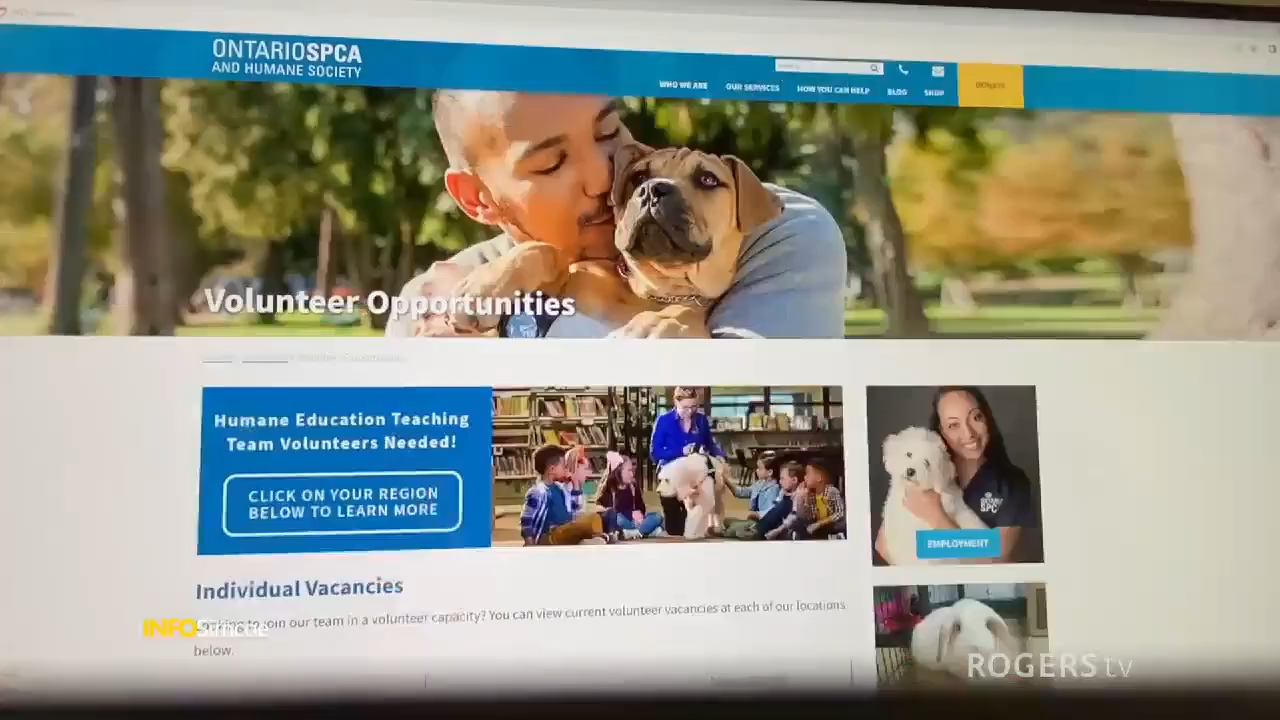 ONTARIOSPCA
AND HUMANE SOCIETY
WHO WE ARE
OUR SERVICES
HOW YOU CAN HELP
BLOG
SHOP
DONATE
Volunteer Opportunities
Humane Education Teaching
Team Volunteers Needed!
CLICK ON YOUR REGION
BELOW TO LEARN MORE
EMPLOYMENT
Individual Vacancies
to join our team in a volunteer capacity? You can view current volunteer vacancies at each of our locations
below.
INFOSimcoe
ROGERS tv